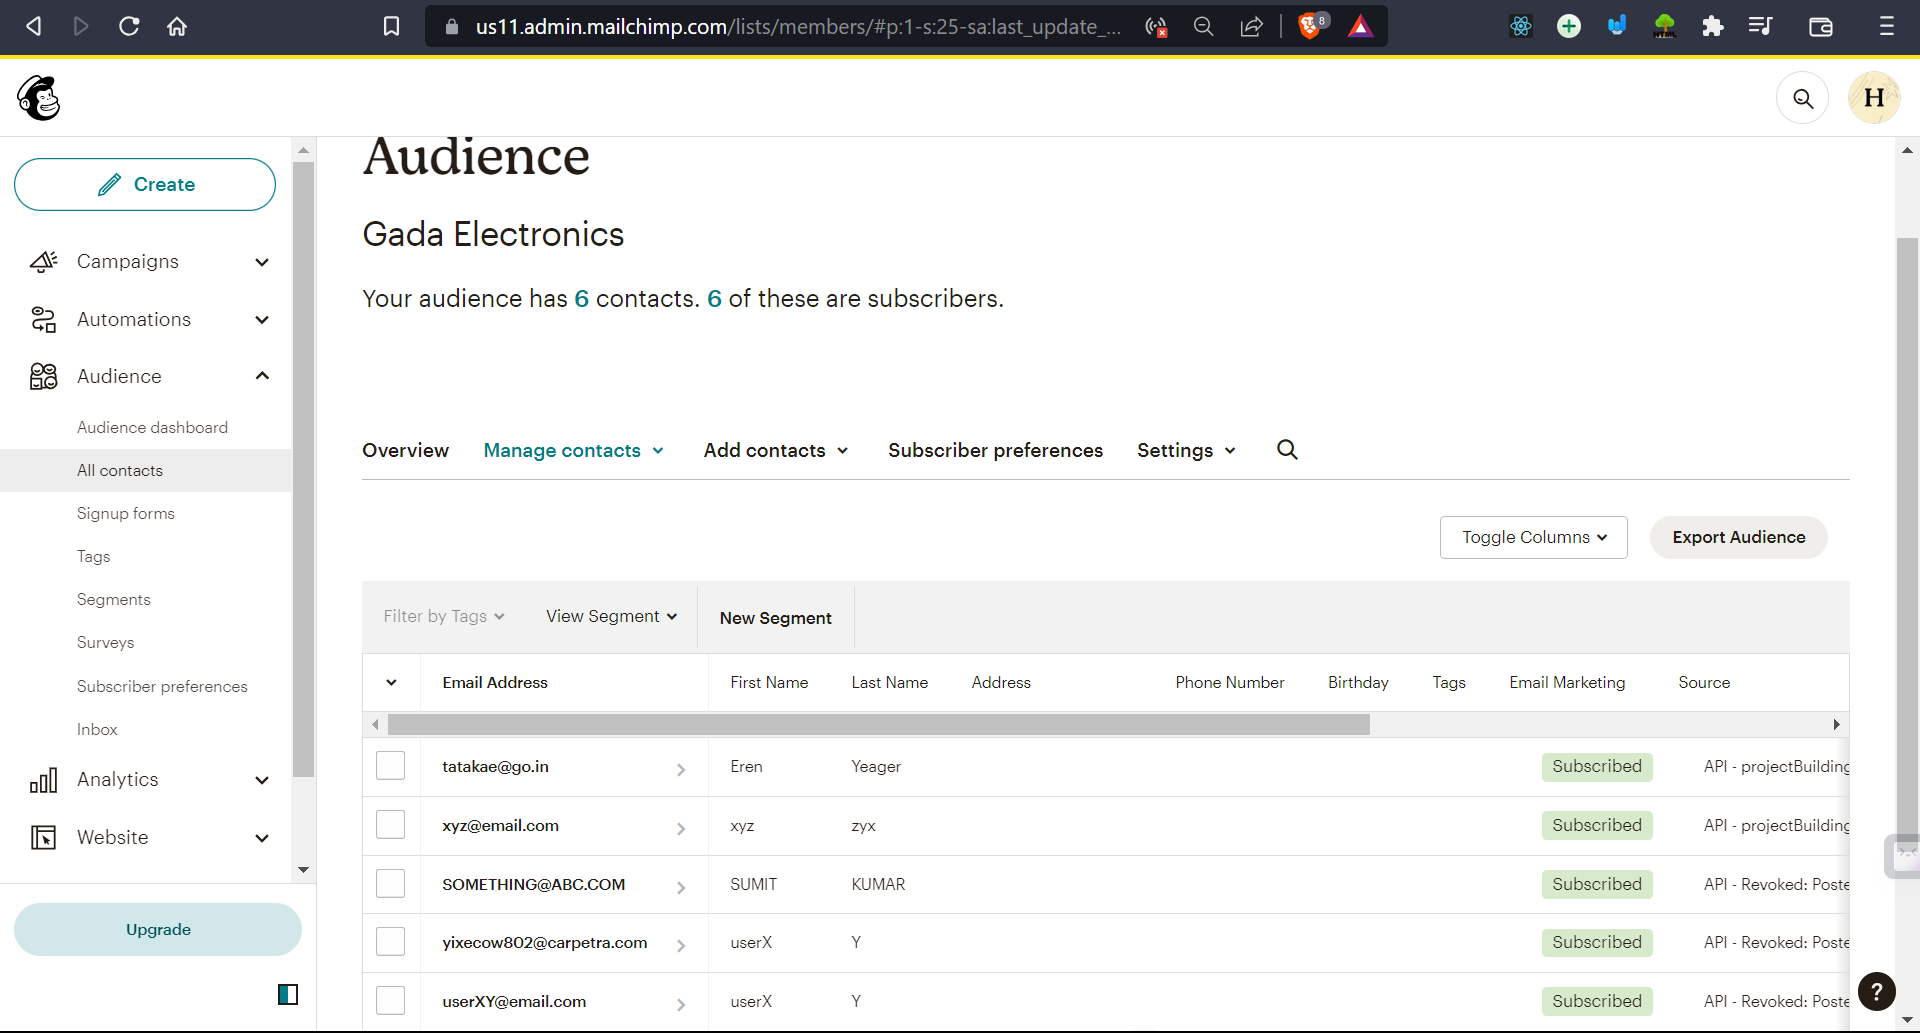 us11.admin.mailchimp.com/lists/members/#p:1-s:25-sa:last_update_...
8
H
Create
Campaigns
Automations
Audience
Audience dashboard
All contacts
Signup forms
Tags
Segments
Surveys
Subscriber preferences
Inbox
Analytics
Website
Upgrade
Audience
Gada Electronics
Your audience has 6 contacts. 6 of these are subscribers.
Overview Manage contacts Add contacts Subscriber preferences Settings
Toggle Columns Export Audience
Filter by Tags View Segment New Segment
Email Address First Name Last Name Address Phone Number Birthday Tags Email Marketing Source
tatakae@go.in Eren Yeager Subscribed API - projectBuilding
xyz@email.com xyz zyx Subscribed API - projectBuilding
SOMETHING@ABC.COM SUMIT KUMAR Subscribed API - Revoked: Poste
yixecow802@carpetra.com userX Y Subscribed API - Revoked: Poste
userXY@email.com userX Y Subscribed API - Revoked: Poste
?